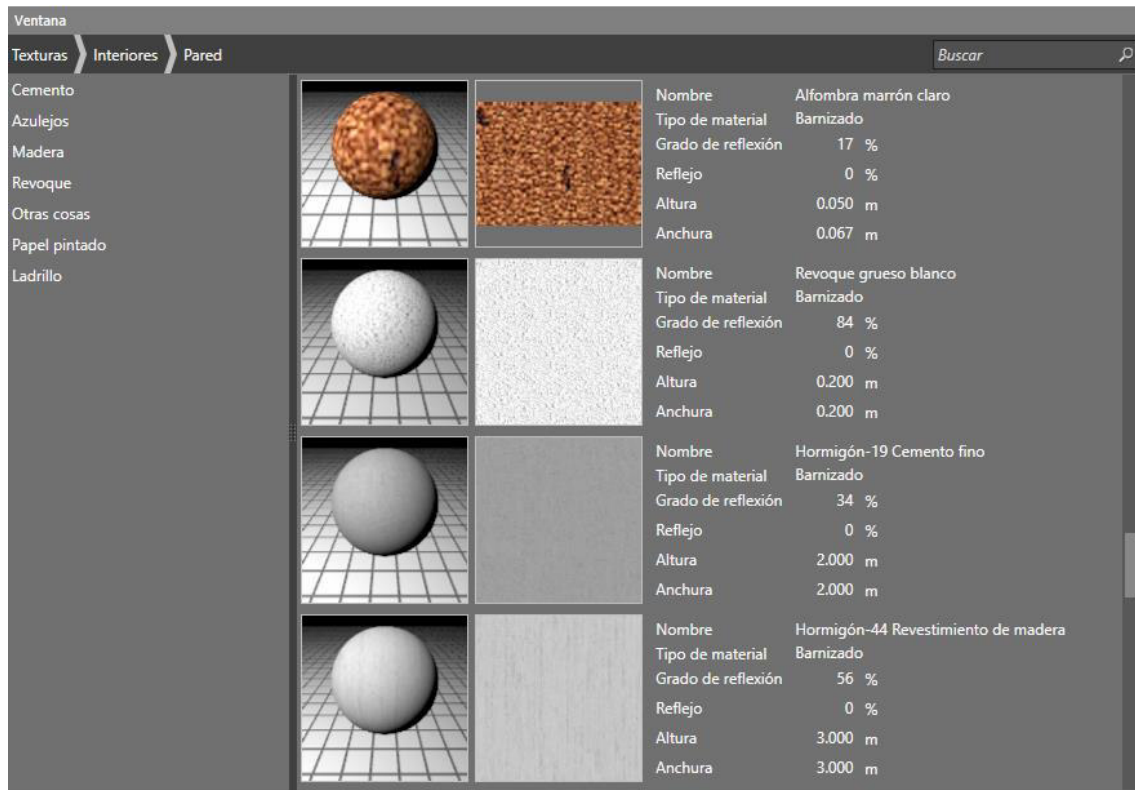 Ventana
Texturas Interiores Pared Buscar
Cemento
Azulejos
Madera
Revoque
Otras cosas
Papel pintado
Ladrillo
Nombre Alfombra marrón claro
Tipo de material Barnizado
Grado de reflexión 17 %
Reflejo 0 %
Altura 0.050 m
Anchura 0.067 m
Nombre Revoque grueso blanco
Tipo de material Barnizado
Grado de reflexión 84 %
Reflejo 0 %
Altura 0.200 m
Anchura 0.200 m
Nombre Hormigón-19 Cemento fino
Tipo de material Barnizado
Grado de reflexión 34 %
Reflejo 0 %
Altura 2.000 m
Anchura 2.000 m
Nombre Hormigón-44 Revestimiento de madera
Tipo de material Barnizado
Grado de reflexión 56 %
Reflejo 0 %
Altura 3.000 m
Anchura 3.000 m